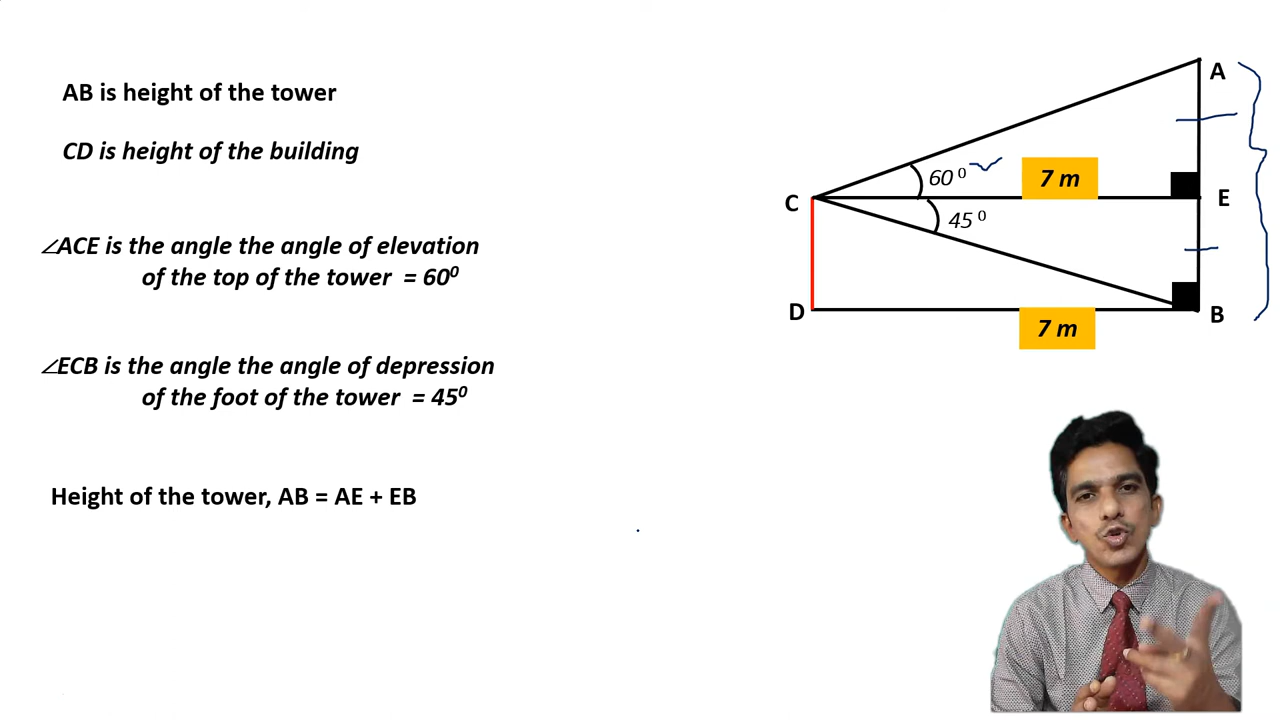 AB is height of the tower
CD is height of the building
∠ACE is the angle the angle of elevation
of the top of the tower = 60⁰
∠ECB is the angle the angle of depression
of the foot of the tower = 45⁰
Height of the tower, AB = AE + EB
A
60⁰
7 m
C
E
45⁰
D
B
7 m